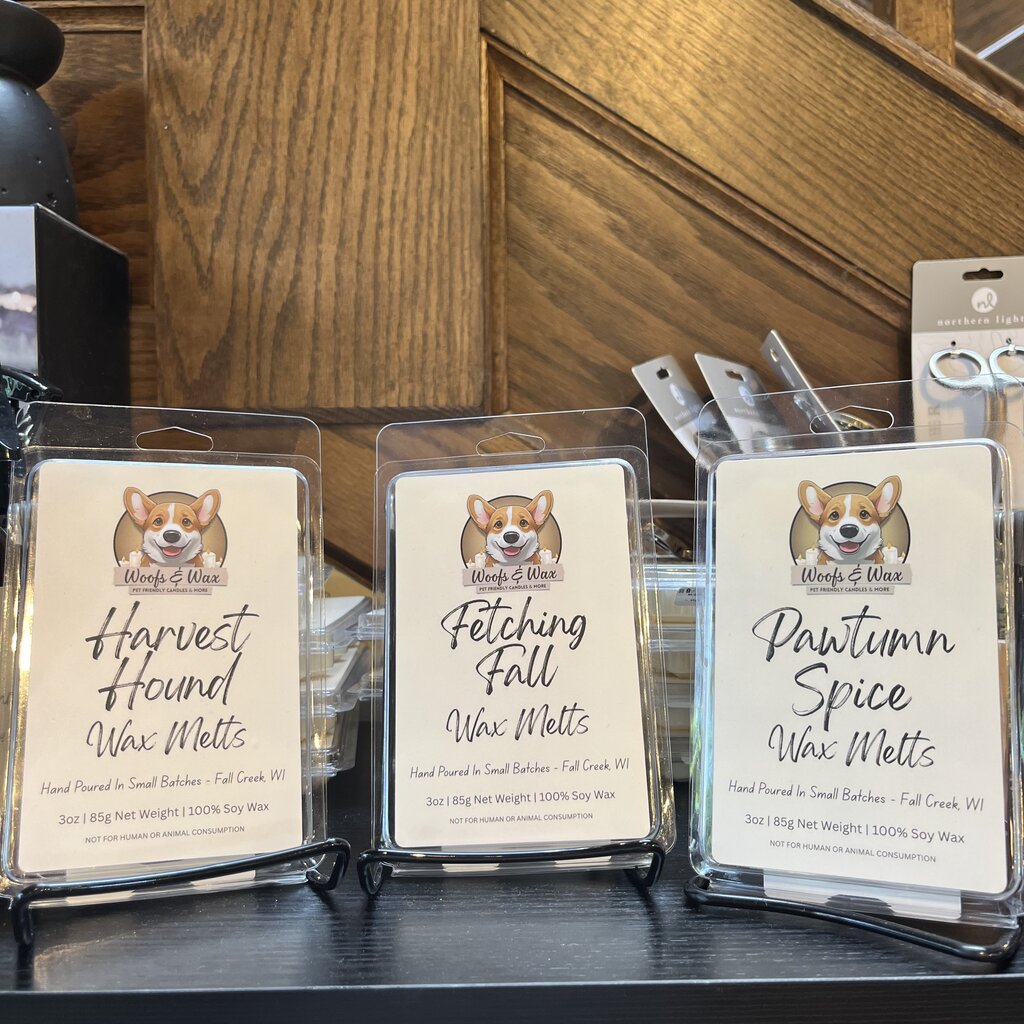 nl
northern light
Woofs & Wax
PET FRIENDLY CANDLES & MORE
Harvest
Hound
Wax Melts
Hand Poured In Small Batches - Fall Creek, WI
3oz | 85g Net Weight | 100% Soy Wax
NOT FOR HUMAN OR ANIMAL CONSUMPTION
Woofs & Wax
PET FRIENDLY CANDLES & MORE
Fetching
Fall
Wax Melts
Hand Poured In Small Batches - Fall Creek, WI
3oz | 85g Net Weight | 100% Soy Wax
NOT FOR HUMAN OR ANIMAL CONSUMPTION
Woofs & Wax
PET FRIENDLY CANDLES & MORE
Pawtumn
Spice
Wax Melts
Hand Poured In Small Batches - Fall Creek, WI
3oz | 85g Net Weight | 100% Soy Wax
NOT FOR HUMAN OR ANIMAL CONSUMPTION